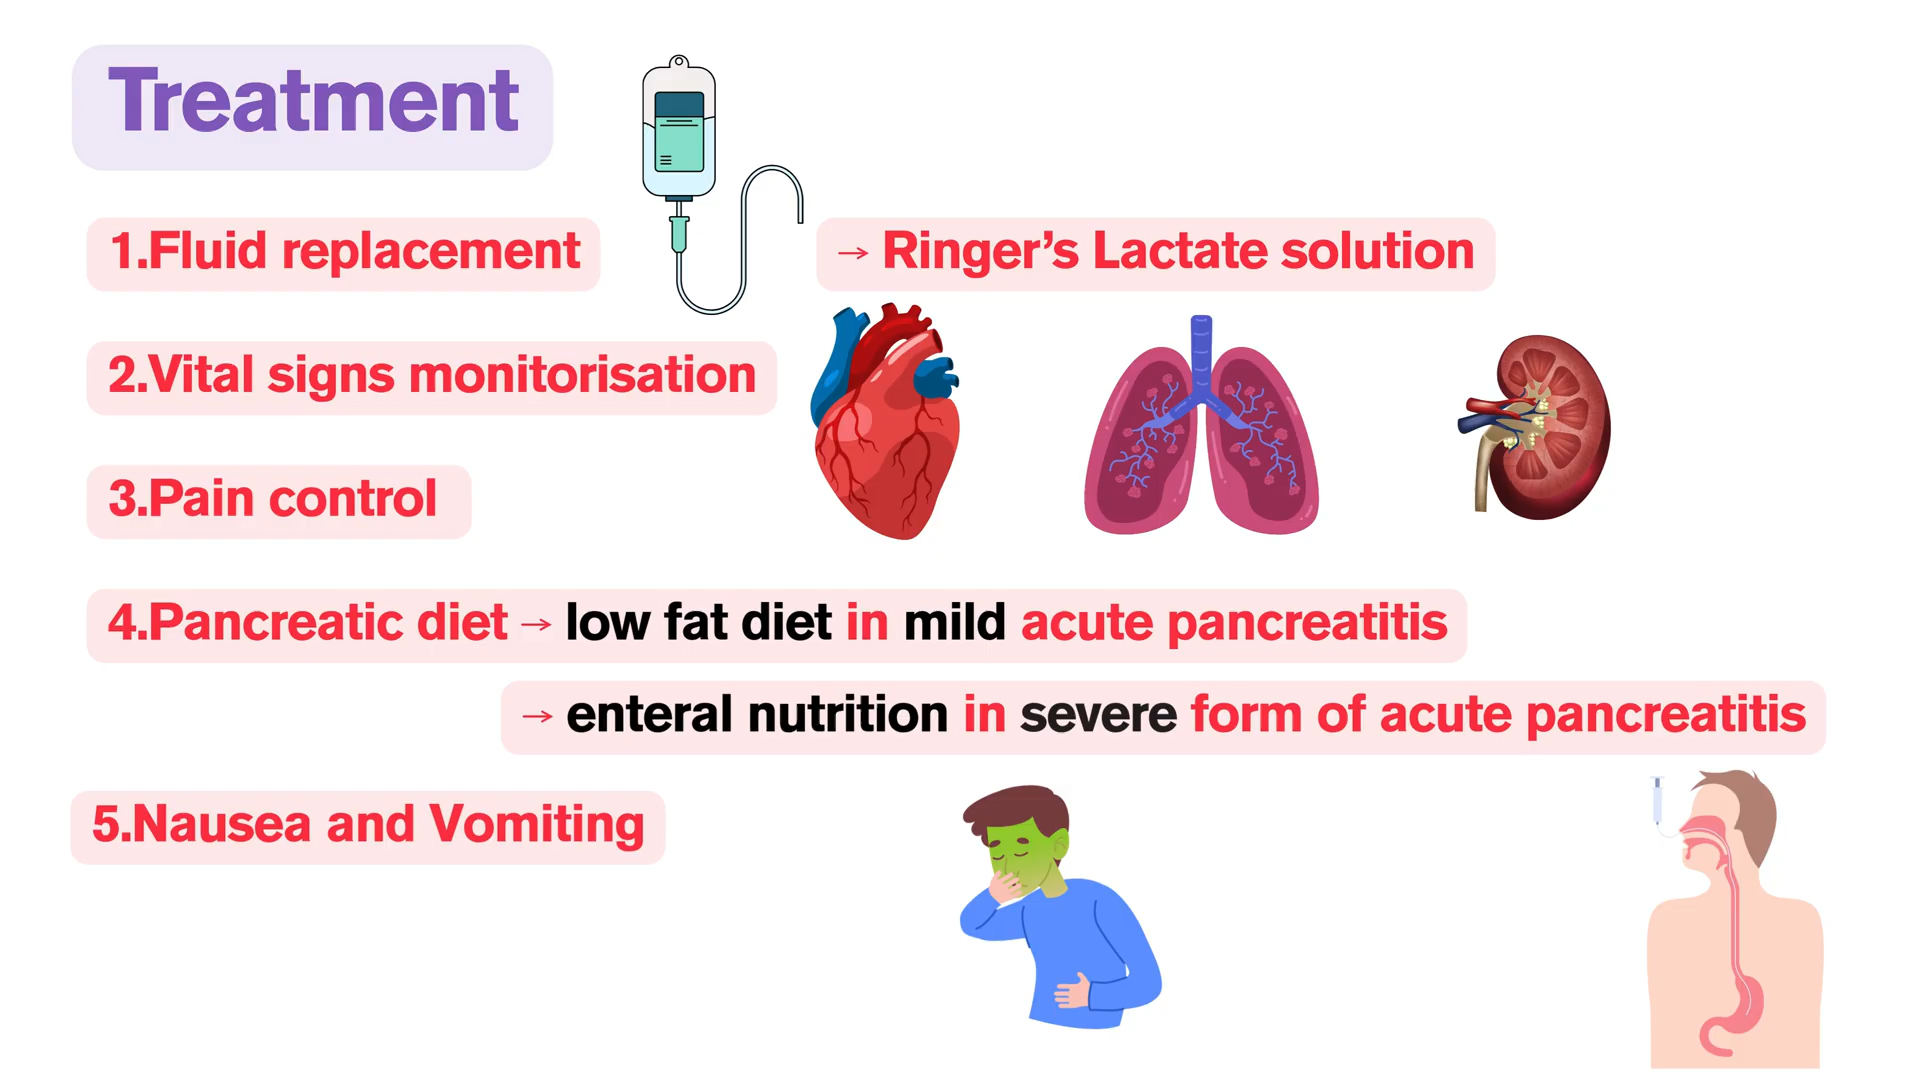 Treatment
1.Fluid replacement → Ringer’s Lactate solution
2.Vital signs monitorisation
3.Pain control
4.Pancreatic diet → low fat diet in mild acute pancreatitis
→ enteral nutrition in severe form of acute pancreatitis
5.Nausea and Vomiting